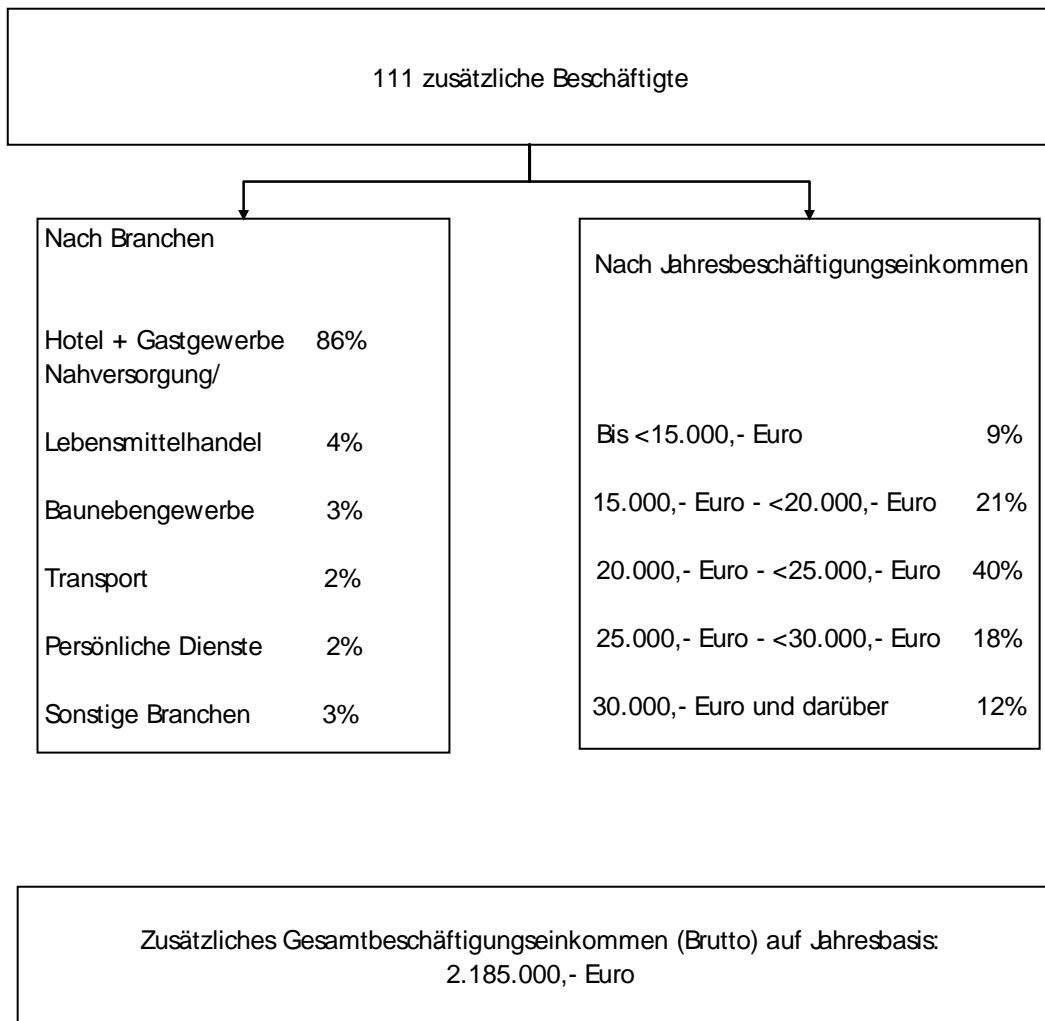 111 zusätzliche Beschäftigte
Nach Branchen
Hotel + Gastgewerbe 86%
Nahversorgung/
Lebensmittelhandel 4%
Baunebengewerbe 3%
Transport 2%
Persönliche Dienste 2%
Sonstige Branchen 3%
Nach Jahresbeschäftigungseinkommen
Bis <15.000,- Euro 9%
15.000,- Euro - <20.000,- Euro 21%
20.000,- Euro - <25.000,- Euro 40%
25.000,- Euro - <30.000,- Euro 18%
30.000,- Euro und darüber 12%
Zusätzliches Gesamtbeschäftigungseinkommen (Brutto) auf Jahresbasis:
2.185.000,- Euro